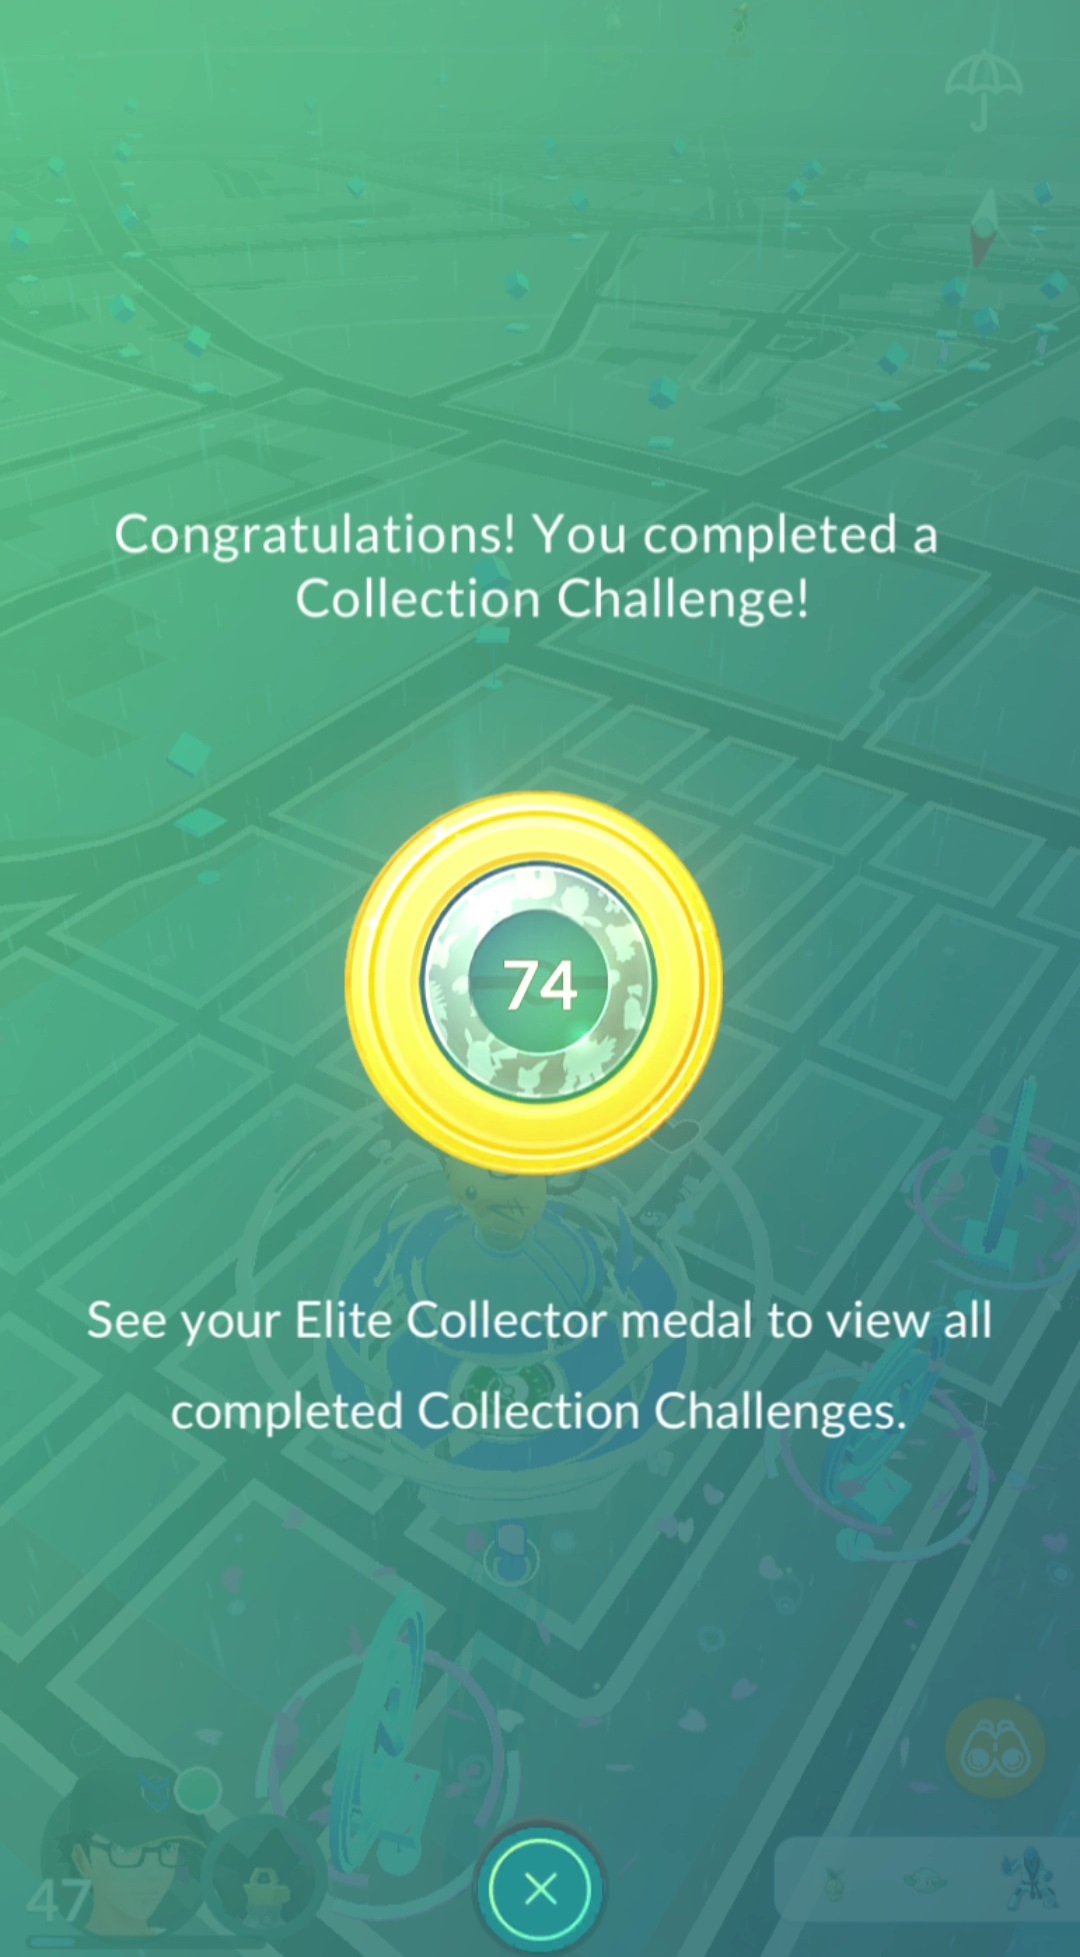 Congratulations! You completed a
Collection Challenge!
74
See your Elite Collector medal to view all
completed Collection Challenges.
47